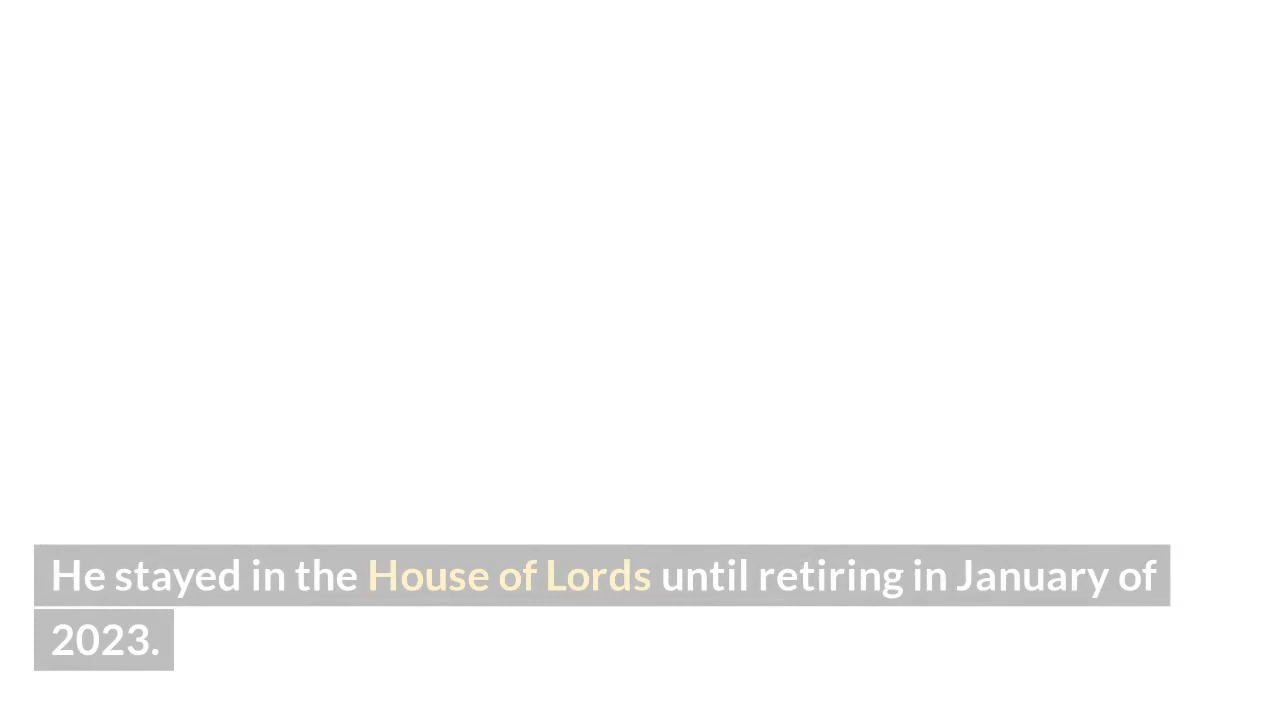 He stayed in the House of Lords until retiring in January of
2023.